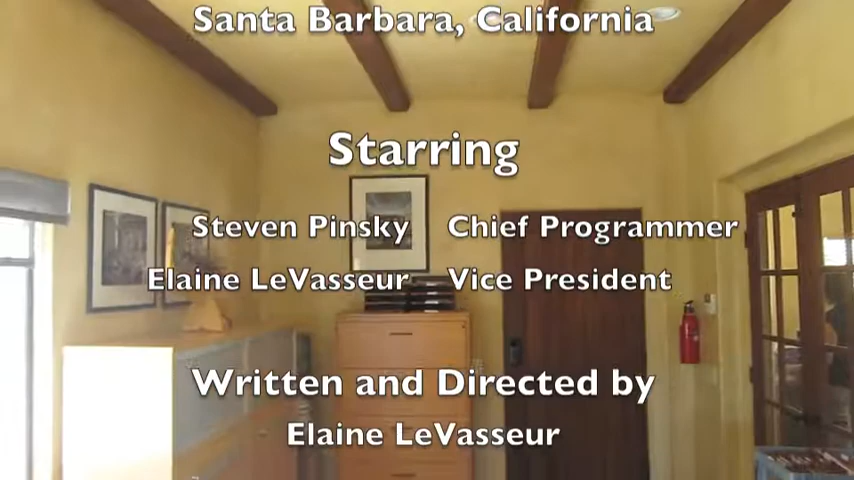 Santa Barbara, California
Starring
Steven Pinsky Chief Programmer
Elaine LeVasseur Vice President
Written and Directed by
Elaine LeVasseur